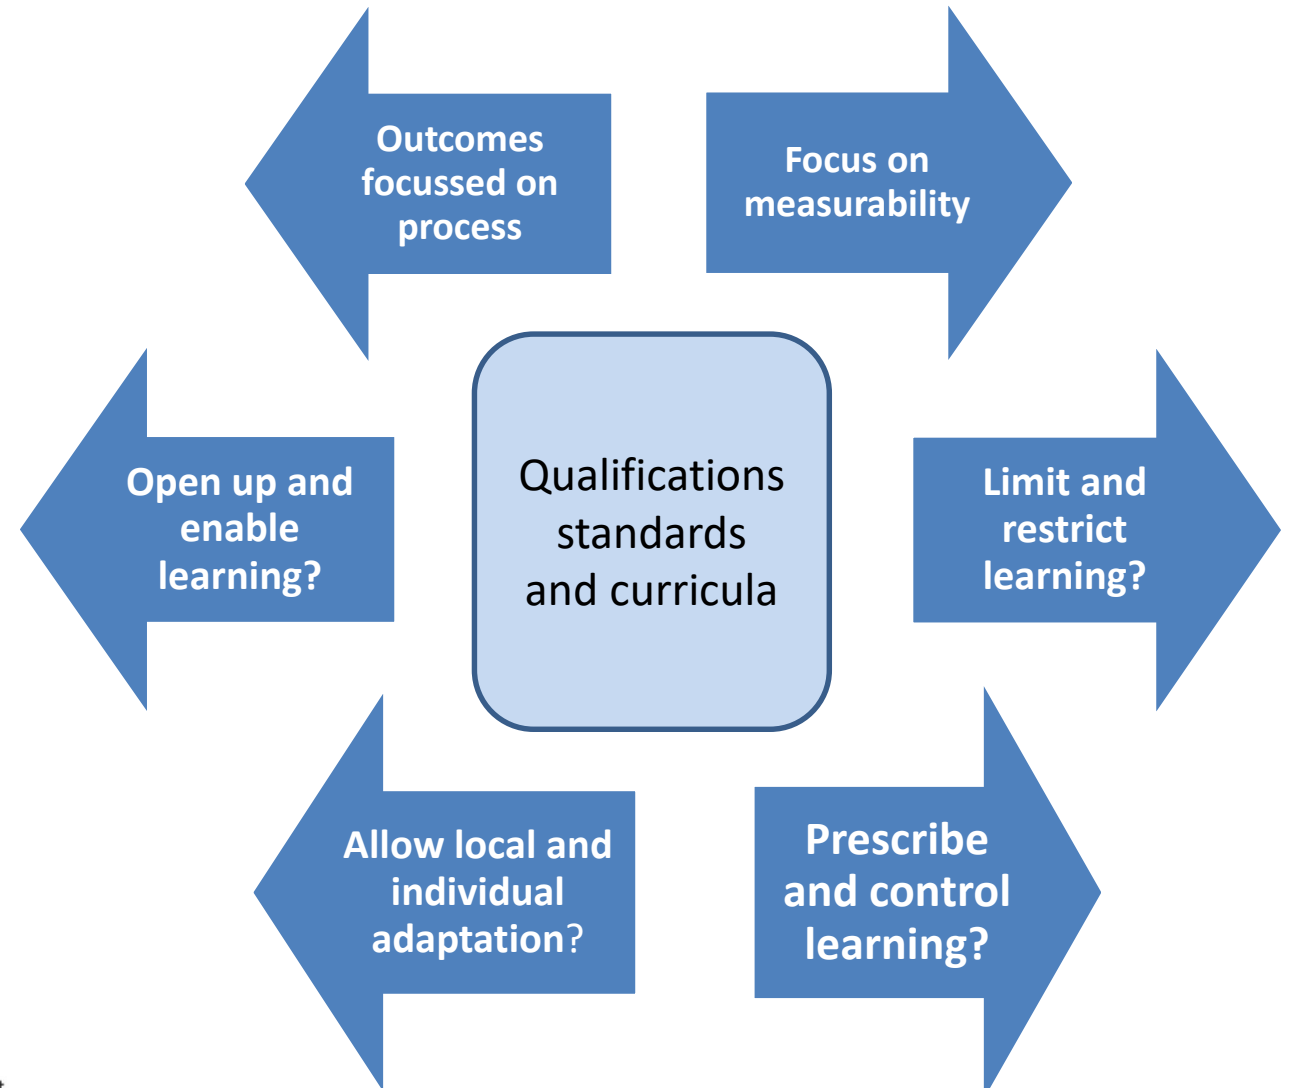 Outcomes
focussed on
process
Focus on
measurability
Open up and
enable
learning?
Qualifications
standards
and curricula
Limit and
restrict
learning?
Allow local and
individual
adaptation?
Prescribe
and control
learning?